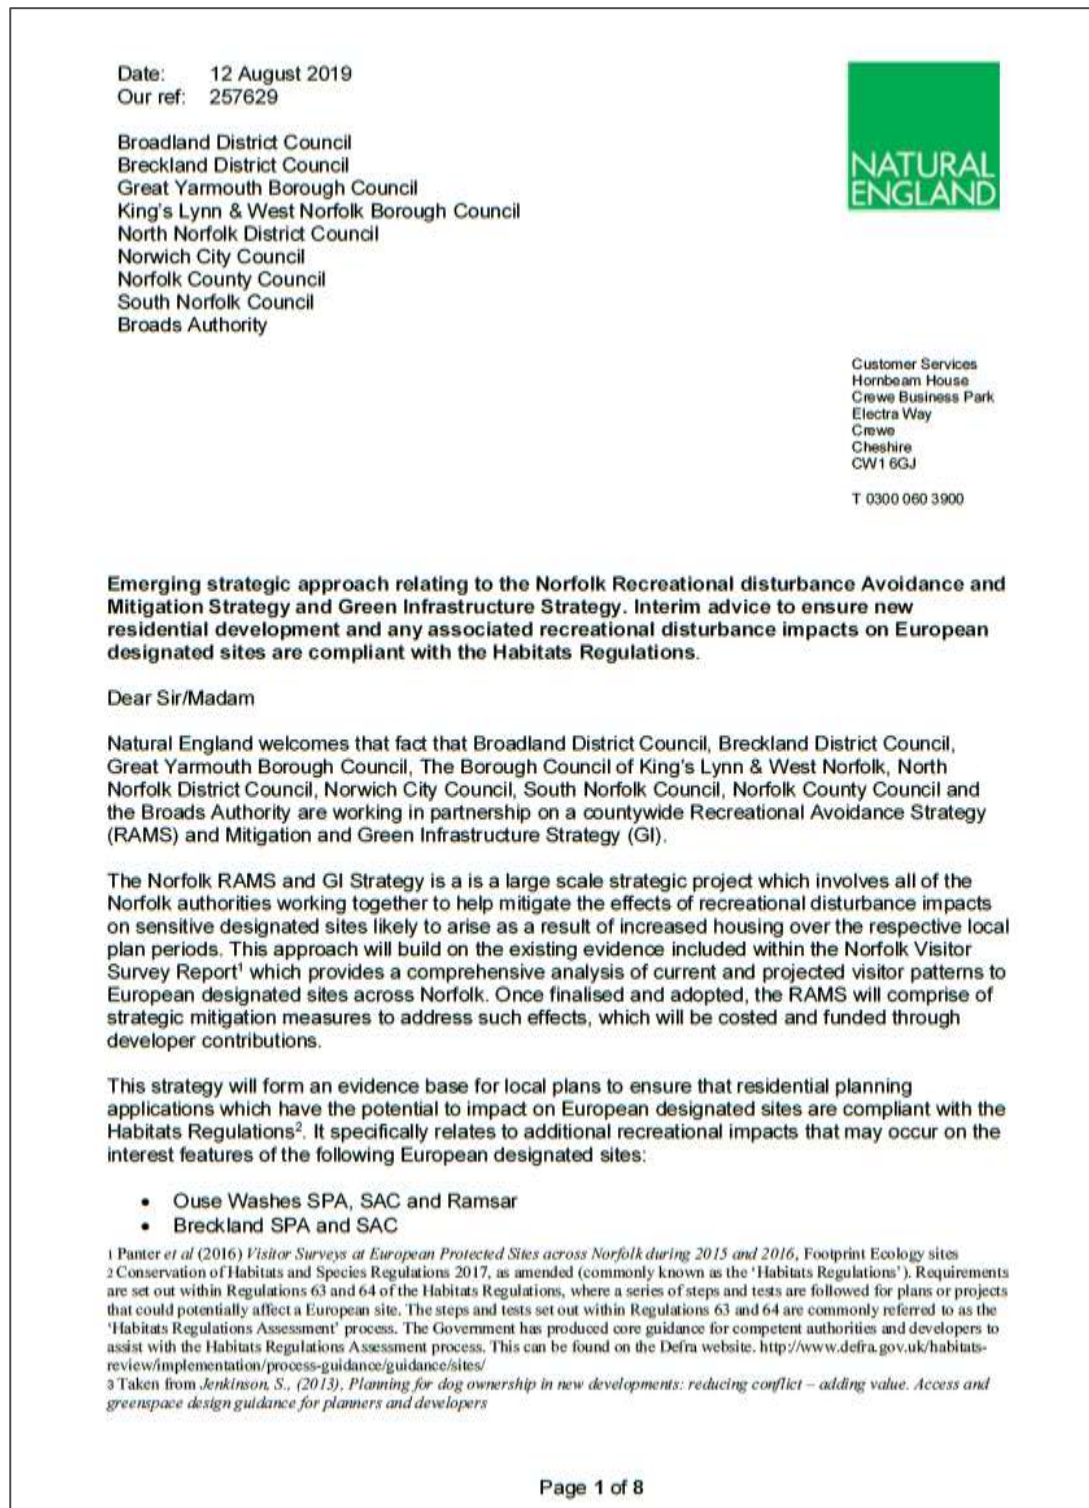 Date: 12 August 2019
Our ref: 257629
Broadland District Council
Breckland District Council
Great Yarmouth Borough Council
King's Lynn & West Norfolk Borough Council
North Norfolk District Council
Norwich City Council
Norfolk County Council
South Norfolk Council
Broads Authority
NATURAL
ENGLAND
Customer Services
Hornbeam House
Crewe Business Park
Electra Way
Crewe
Cheshire
CW1 6GJ
T 0300 060 3900
Emerging strategic approach relating to the Norfolk Recreational disturbance Avoidance and
Mitigation Strategy and Green Infrastructure Strategy. Interim advice to ensure new
residential development and any associated recreational disturbance impacts on European
designated sites are compliant with the Habitats Regulations.
Dear Sir/Madam
Natural England welcomes that fact that Broadland District Council, Breckland District Council,
Great Yarmouth Borough Council, The Borough Council of King's Lynn & West Norfolk, North
Norfolk District Council, Norwich City Council, South Norfolk Council, Norfolk County Council and
the Broads Authority are working in partnership on a countywide Recreational Avoidance Strategy
(RAMS) and Mitigation and Green Infrastructure Strategy (GI).
The Norfolk RAMS and GI Strategy is a is a large scale strategic project which involves all of the
Norfolk authorities working together to help mitigate the effects of recreational disturbance impacts
on sensitive designated sites likely to arise as a result of increased housing over the respective local
plan periods. This approach will build on the existing evidence included within the Norfolk Visitor
Survey Report¹ which provides a comprehensive analysis of current and projected visitor patterns to
European designated sites across Norfolk. Once finalised and adopted, the RAMS will comprise of
strategic mitigation measures to address such effects, which will be costed and funded through
developer contributions.
This strategy will form an evidence base for local plans to ensure that residential planning
applications which have the potential to impact on European designated sites are compliant with the
Habitats Regulations². It specifically relates to additional recreational impacts that may occur on the
interest features of the following European designated sites:
• Ouse Washes SPA, SAC and Ramsar
• Breckland SPA and SAC
1 Panter et al (2016) Visitor Surveys at European Protected Sites across Norfolk during 2015 and 2016, Footprint Ecology sites
2 Conservation of Habitats and Species Regulations 2017, as amended (commonly known as the 'Habitats Regulations'). Requirements
are set out within Regulations 63 and 64 of the Habitats Regulations, where a series of steps and tests are followed for plans or projects
that could potentially affect a European site. The steps and tests set out within Regulations 63 and 64 are commonly referred to as the
'Habitats Regulations Assessment' process. The Government has produced core guidance for competent authorities and developers to
assist with the Habitats Regulations Assessment process. This can be found on the Defra website. http://www.defra.gov.uk/habitats-
review/implementation/process-guidance/guidance/sites/
3 Taken from Jenkinson, S., (2013), Planning for dog ownership in new developments: reducing conflict – adding value. Access and
greenspace design guidance for planners and developers
Page 1 of 8